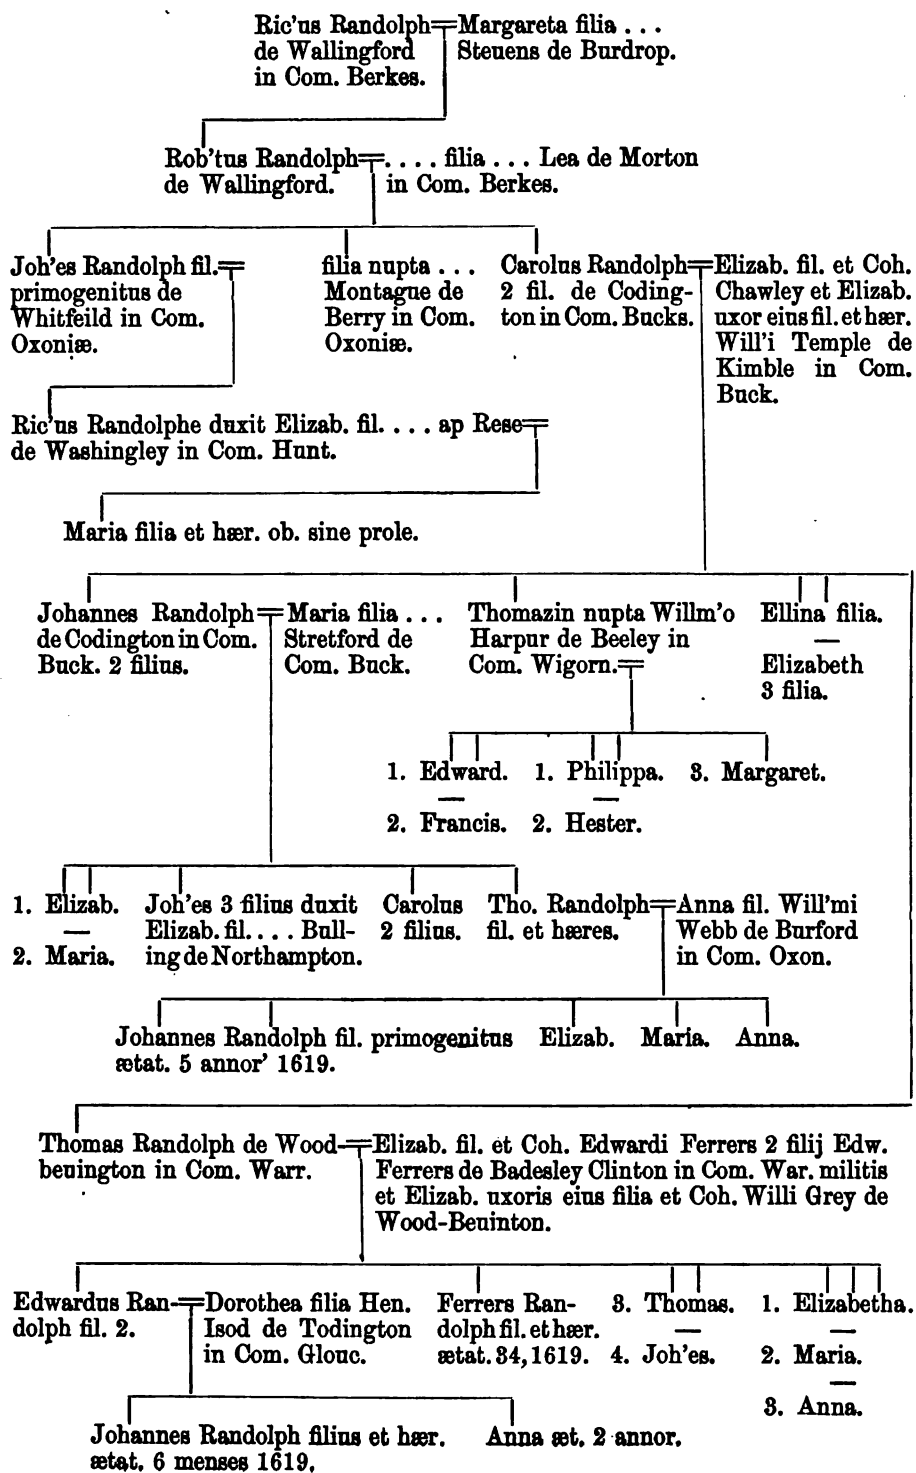 Ric'us Randolph Margareta filia . . .
de Wallingford Steuens de Burdrop.
in Com. Berkes.
Rob'tus Randolph . . . . filia . . . Lea de Morton
de Wallingford. in Com. Berkes.
Joh'es Randolph fil.
primogenitus de
Whitfeild in Com.
Oxoniæ.
filia nupta . . .
Montague de
Berry in Com.
Oxoniæ.
Carolus Randolph
2 fil. de Coding-
ton in Com. Bucks.
Elizab. fil. et Coh.
Chawley et Elizab.
uxor eius fil. et hær.
Will'i Temple de
Kimble in Com.
Buck.
Ric'us Randolphe duxit Elizab. fil. . . . ap Rese
de Washingley in Com. Hunt.
Maria filia et hær. ob. sine prole.
Johannes Randolph
de Codington in Com.
Buck. 2 filius.
Maria filia . . .
Stretford de
Com. Buck.
Thomazin nupta Willm'o
Harpur de Beeley in
Com. Wigorn.
Ellina filia.
Elizabeth
3 filia.
1. Edward. 1. Philippa. 3. Margaret.
2. Francis. 2. Hester.
1. Elizab.
2. Maria.
Joh'es 3 filius duxit
Elizab. fil. . . . Bull-
ing de Northampton.
Carolus
2 filius.
Tho. Randolph
fil. et hæres.
Anna fil. Will'mi
Webb de Burford
in Com. Oxon.
Johannes Randolph fil. primogenitus
ætat. 5 annor' 1619.
Elizab. Maria. Anna.
Thomas Randolph de Wood-
beuington in Com. Warr.
Elizab. fil. et Coh. Edwardi Ferrers 2 filij Edw.
Ferrers de Badesley Clinton in Com. War. militis
et Elizab. uxoris eius filia et Coh. Willi Grey de
Wood-Beuinton.
Edwardus Ran-
dolph fil. 2.
Dorothea filia Hen.
Isod de Todington
in Com. Glouc.
Ferrers Ran-
dolph fil. et hær.
ætat. 34, 1619.
3. Thomas.
4. Joh'es.
1. Elizabetha.
2. Maria.
3. Anna.
Johannes Randolph filius et hær.
ætat. 6 menses 1619.
Anna æt. 2 annor.